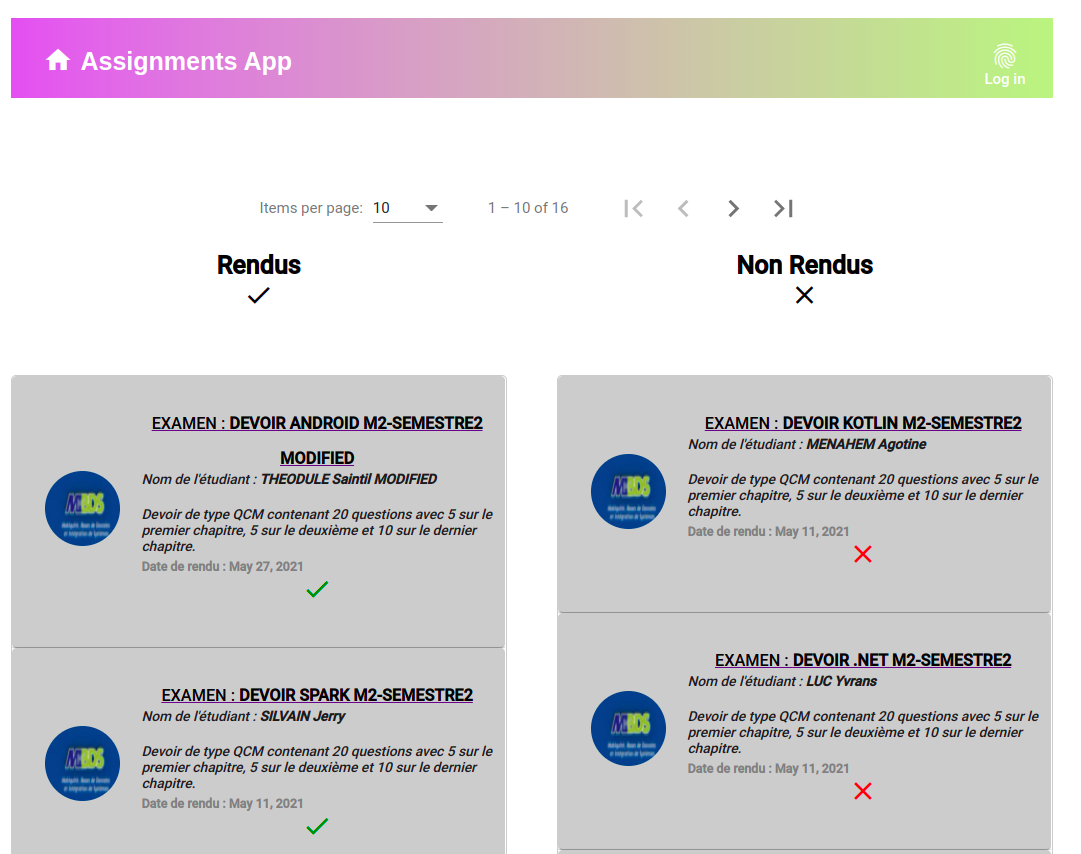 Assignments App
Log in
Items per page: 10
1 – 10 of 16
Rendus
Non Rendus
EXAMEN : DEVOIR ANDROID M2-SEMESTRE2
MODIFIED
Nom de l'étudiant : THEODULE Saintil MODIFIED
Devoir de type QCM contenant 20 questions avec 5 sur le
premier chapitre, 5 sur le deuxième et 10 sur le dernier
chapitre.
Date de rendu : May 27, 2021
EXAMEN : DEVOIR SPARK M2-SEMESTRE2
Nom de l'étudiant : SILVAIN Jerry
Devoir de type QCM contenant 20 questions avec 5 sur le
premier chapitre, 5 sur le deuxième et 10 sur le dernier
chapitre.
Date de rendu : May 11, 2021
EXAMEN : DEVOIR KOTLIN M2-SEMESTRE2
Nom de l'étudiant : MENAHEM Agotine
Devoir de type QCM contenant 20 questions avec 5 sur le
premier chapitre, 5 sur le deuxième et 10 sur le dernier
chapitre.
Date de rendu : May 11, 2021
EXAMEN : DEVOIR .NET M2-SEMESTRE2
Nom de l'étudiant : LUC Yvrans
Devoir de type QCM contenant 20 questions avec 5 sur le
premier chapitre, 5 sur le deuxième et 10 sur le dernier
chapitre.
Date de rendu : May 11, 2021